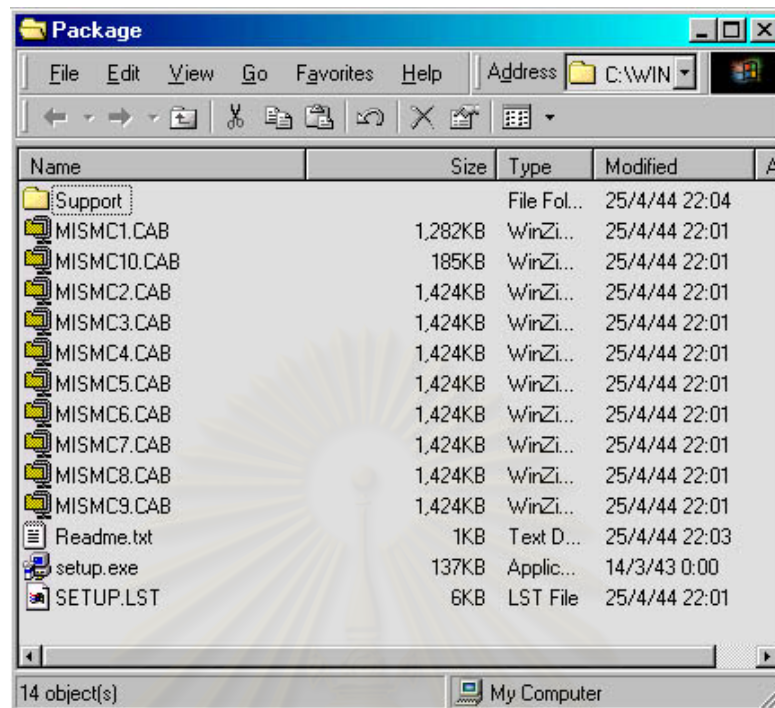 Package
File Edit View Go Favorites Help Address C:\WIN
Name Size Type Modified A
Support File Fol... 25/4/44 22:04
MISMC1.CAB 1,282KB WinZi... 25/4/44 22:01
MISMC10.CAB 185KB WinZi... 25/4/44 22:01
MISMC2.CAB 1,424KB WinZi... 25/4/44 22:01
MISMC3.CAB 1,424KB WinZi... 25/4/44 22:01
MISMC4.CAB 1,424KB WinZi... 25/4/44 22:01
MISMC5.CAB 1,424KB WinZi... 25/4/44 22:01
MISMC6.CAB 1,424KB WinZi... 25/4/44 22:01
MISMC7.CAB 1,424KB WinZi... 25/4/44 22:01
MISMC8.CAB 1,424KB WinZi... 25/4/44 22:01
MISMC9.CAB 1,424KB WinZi... 25/4/44 22:01
Readme.txt 1KB Text D... 25/4/44 22:03
setup.exe 137KB Applic... 14/3/43 0:00
SETUP.LST 6KB LST File 25/4/44 22:01
14 object(s) My Computer